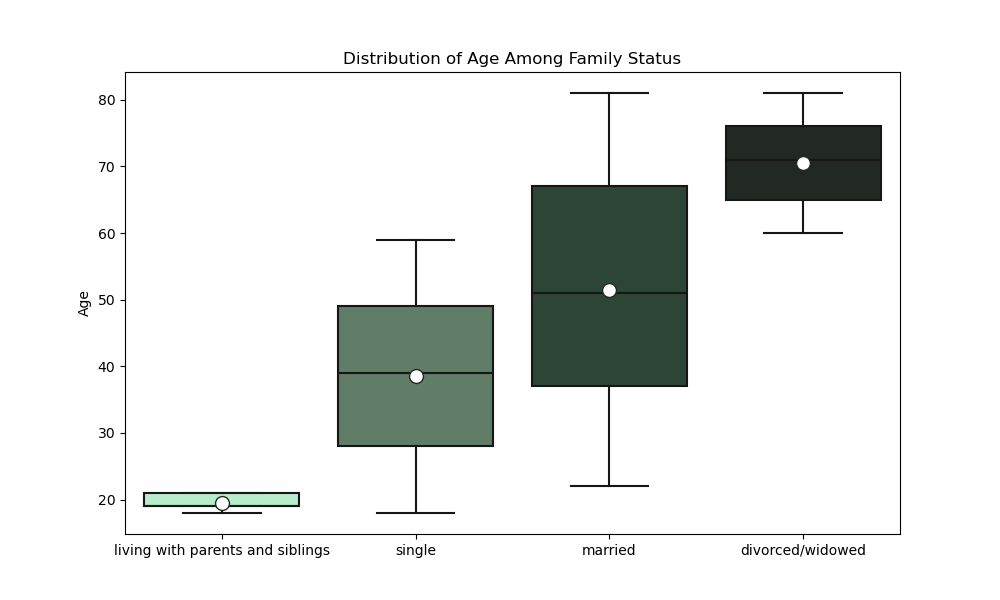 Distribution of Age Among Family Status
80
70
60
50
40
30
20
Age
living with parents and siblings
single
married
divorced/widowed